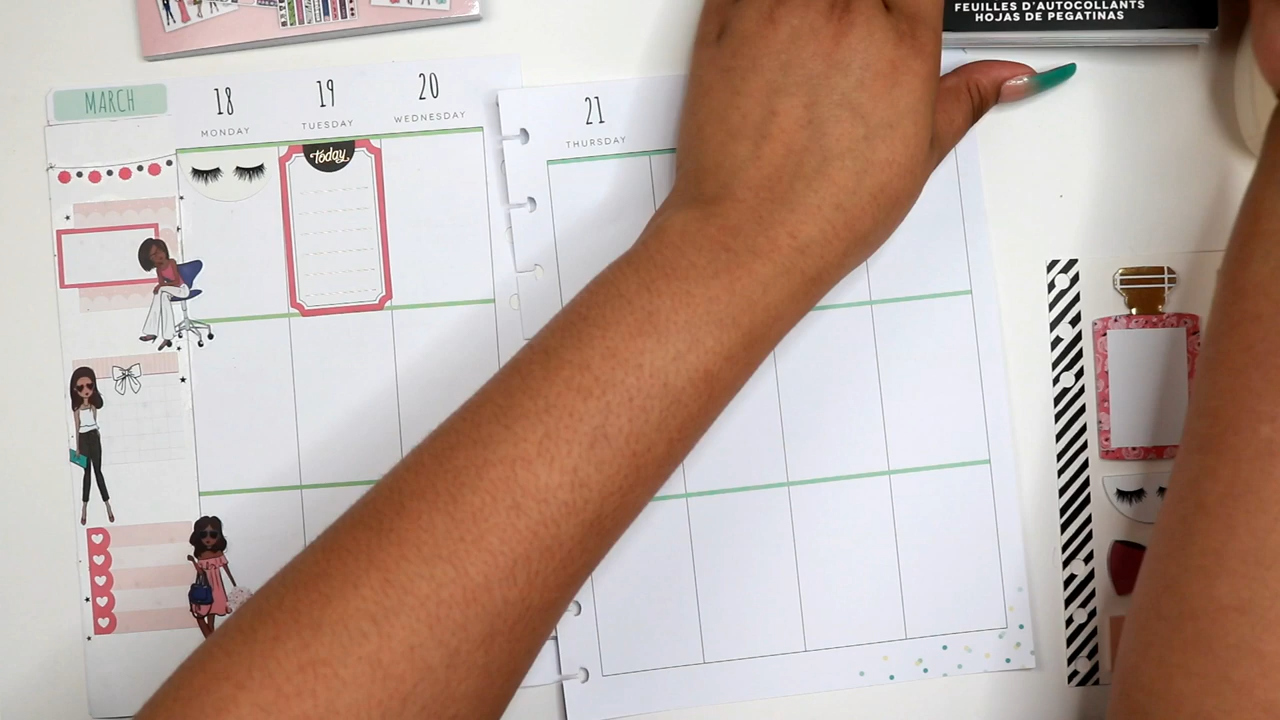 FEUILLES D'AUTOCOLLANTS
HOJAS DE PEGATINAS
MARCH
18
MONDAY
19
TUESDAY
20
WEDNESDAY
21
THURSDAY
today